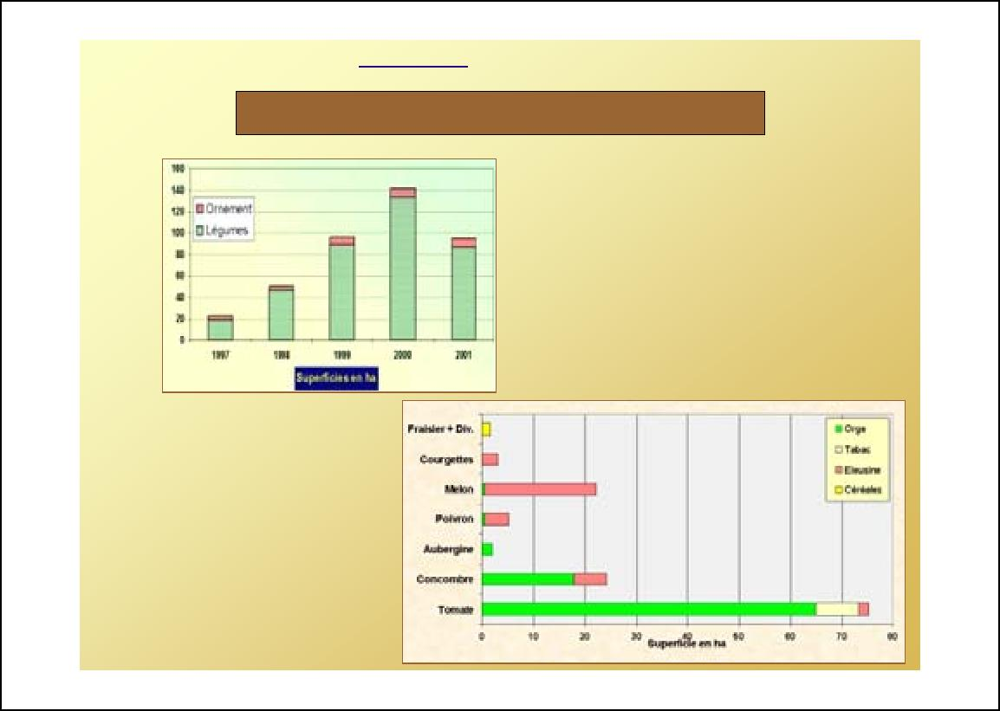 160
140
120
100
80
60
40
20
0
Ornement
Légumes
1997 1998 1999 2000 2001
Superficies en ha
Fraisier + Div.
Courgettes
Melon
Poivron
Aubergine
Concombre
Tomate
Orge
Tabac
Eleusine
Céréales
0 10 20 30 40 50 60 70 80
Superficie en ha